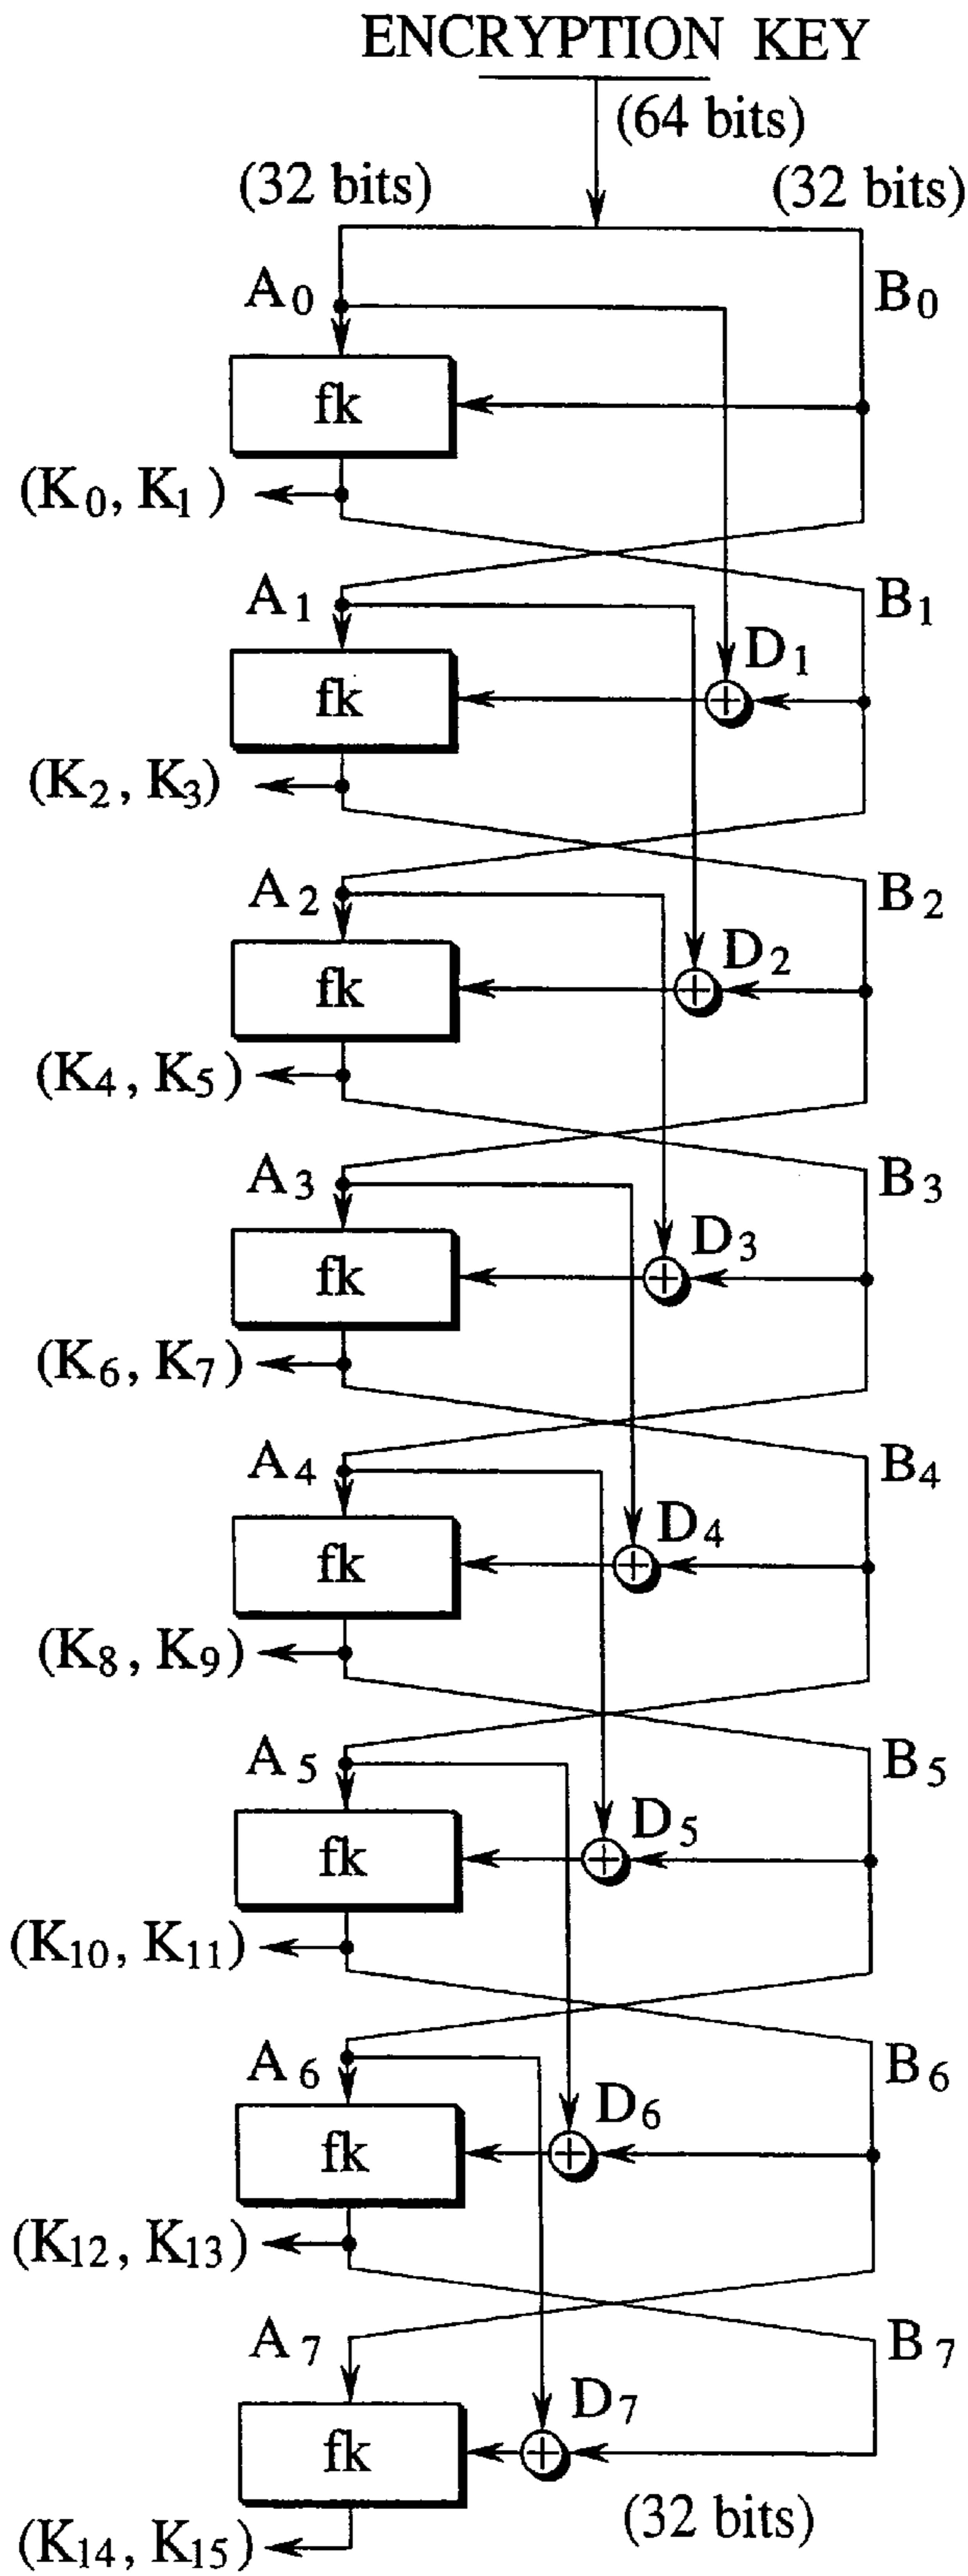 ENCRYPTION KEY
(64 bits)
(32 bits) (32 bits)
A0 B0
fk
(K0, K1)
A1 B1
D1
fk
(K2, K3)
A2 B2
D2
fk
(K4, K5)
A3 B3
D3
fk
(K6, K7)
A4 B4
D4
fk
(K8, K9)
A5 B5
D5
fk
(K10, K11)
A6 B6
D6
fk
(K12, K13)
A7 B7
D7
fk
(32 bits)
(K14, K15)